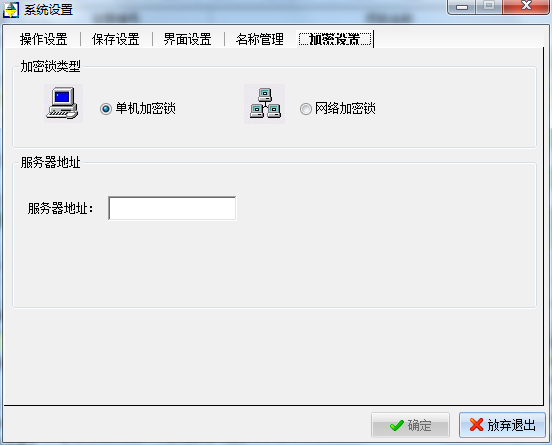 系统设置
操作设置 保存设置 界面设置 名称管理 加密设置
加密锁类型
单机加密锁 网络加密锁
服务器地址
服务器地址：
确定 放弃退出